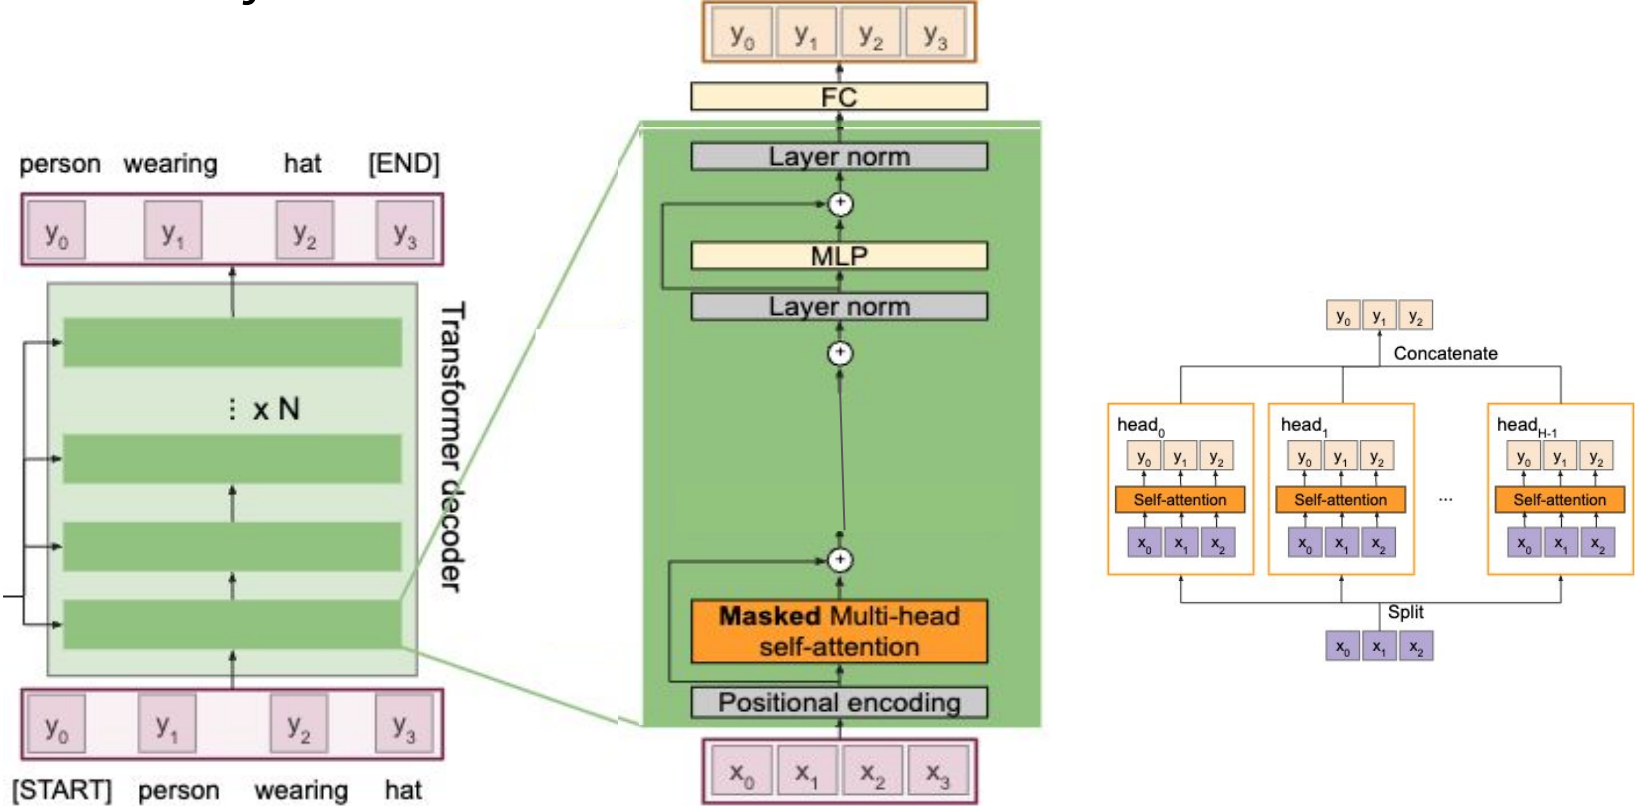 person wearing hat [END]
y0 y1 y2 y3
x N
Transformer decoder
y0 y1 y2 y3
[START] person wearing hat
y0 y1 y2 y3
FC
Layer norm
+
MLP
Layer norm
+
+
Masked Multi-head
self-attention
Positional encoding
x0 x1 x2 x3
y0 y1 y2
Concatenate
head0 head1 headH-1
y0 y1 y2 y0 y1 y2 y0 y1 y2
Self-attention Self-attention ... Self-attention
x0 x1 x2 x0 x1 x2 x0 x1 x2
Split
x0 x1 x2